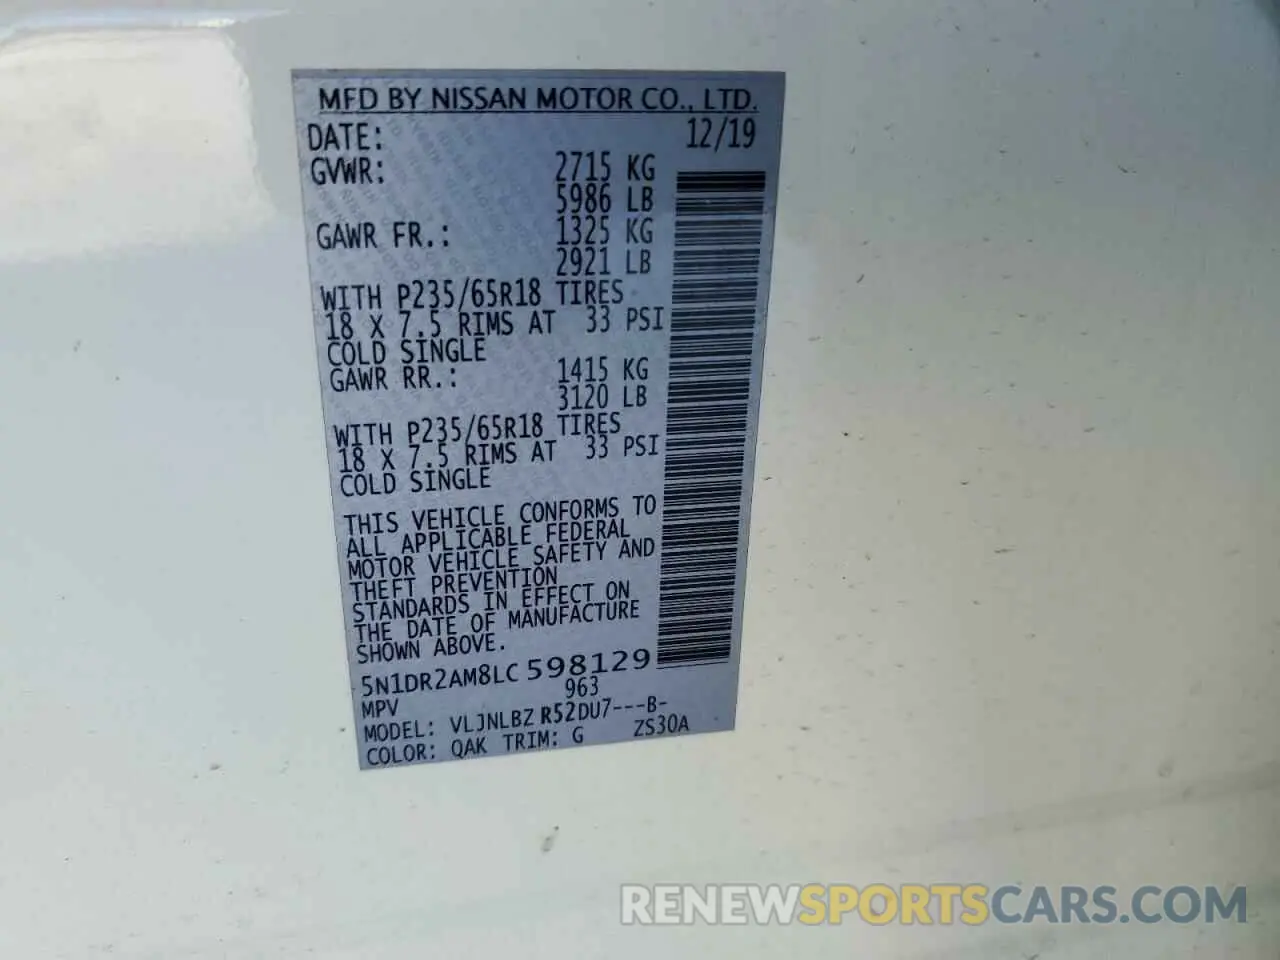 MFD BY NISSAN MOTOR CO., LTD.
DATE: 12/19
GVWR: 2715 KG
5986 LB
GAWR FR.: 1325 KG
2921 LB
WITH P235/65R18 TIRES
18 X 7.5 RIMS AT 33 PSI
COLD SINGLE
GAWR RR.: 1415 KG
3120 LB
WITH P235/65R18 TIRES
18 X 7.5 RIMS AT 33 PSI
COLD SINGLE
THIS VEHICLE CONFORMS TO
ALL APPLICABLE FEDERAL
MOTOR VEHICLE SAFETY AND
THEFT PREVENTION
STANDARDS IN EFFECT ON
THE DATE OF MANUFACTURE
SHOWN ABOVE.
5N1DR2AM8LC598129
MPV 963
MODEL: VLJNLBZ R52DU7---B-
COLOR: QAK TRIM: G ZS30A
RENEWSPORTSCARS.COM